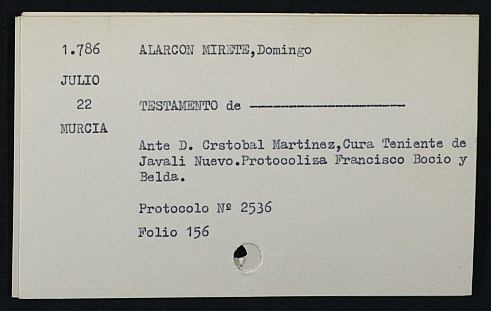 1.786 ALARCON MIRETE,Domingo
JULIO
22 TESTAMENTO de --------------------
MURCIA
Ante D. Crstobal Martinez,Cura Teniente de
Javali Nuevo.Protocoliza Francisco Bocio y
Belda.
Protocolo Nº 2536
Folio 156